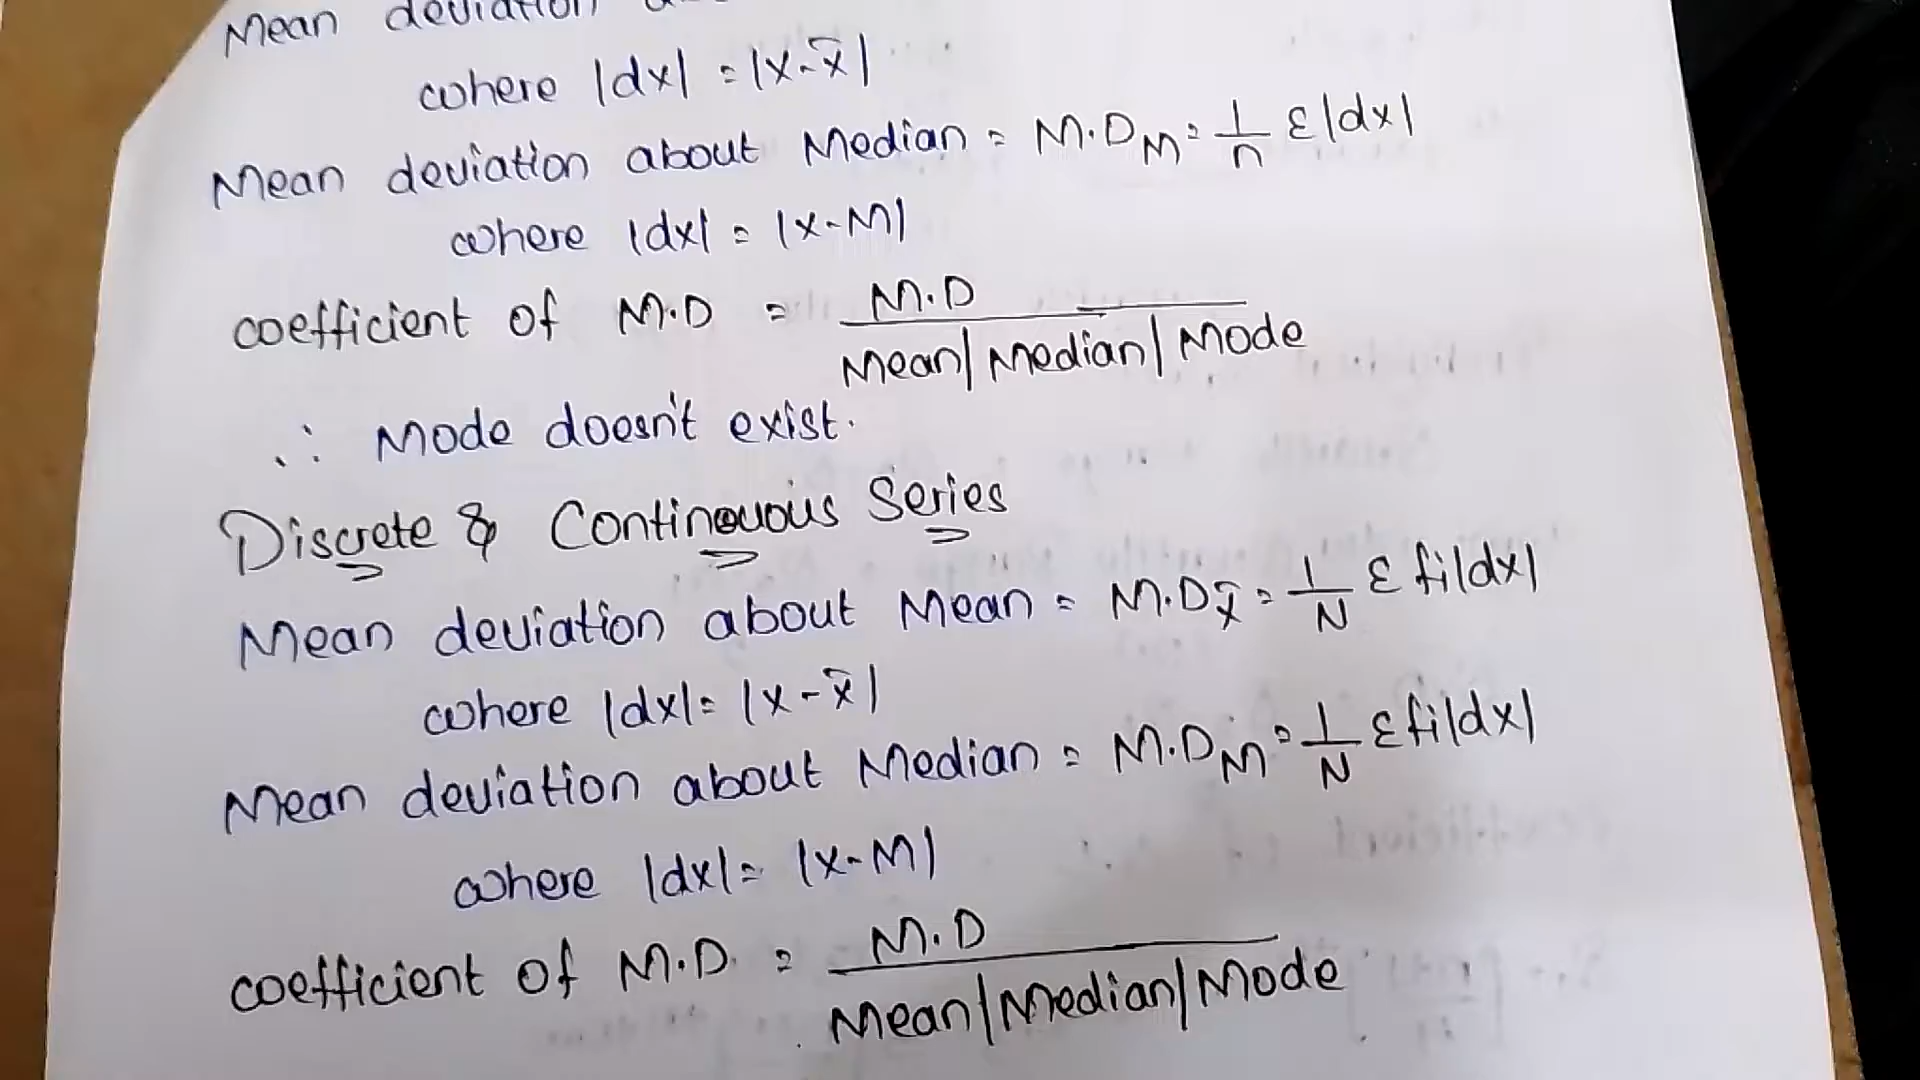 Mean deviation
where |dx| = |x-x̄|
Mean deviation about Median = M.D_M = 1/n Ɛ|dx|
where |dx| = |x-M|
coefficient of M.D = M.D / Mean|Median|Mode
∴ Mode doesn't exist.
Discrete & Continuous Series
Mean deviation about Mean = M.D_x̄ = 1/N Ɛ fi|dx|
where |dx| = |x-x̄|
Mean deviation about Median = M.D_M = 1/N Ɛ fi|dx|
where |dx| = |x-M|
coefficient of M.D. = M.D / Mean|Median|Mode